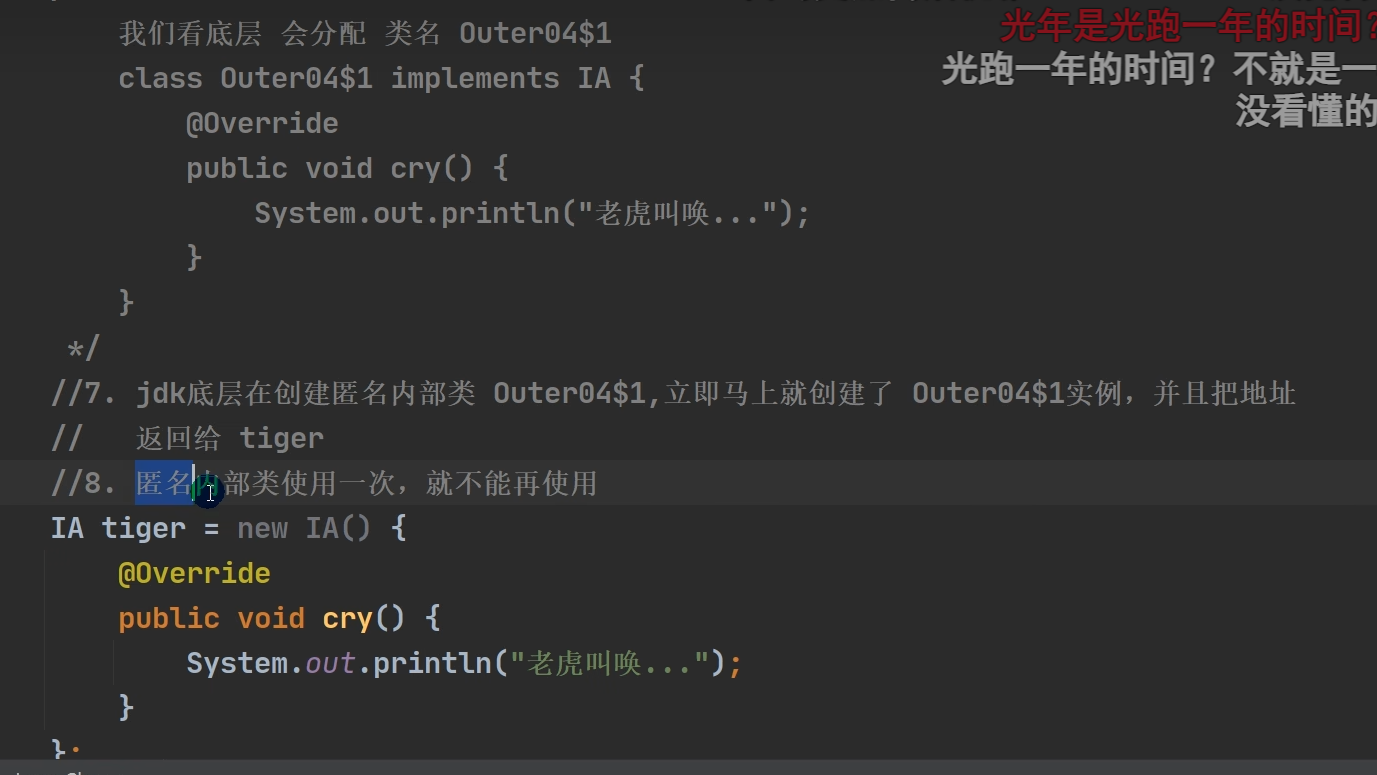 我们看底层 会分配 类名 Outer04$1
光年是光跑一年的时间?
class Outer04$1 implements IA {
光跑一年的时间？不就是一
没看懂的
@Override
public void cry() {
System.out.println("老虎叫唤...");
}
}
*/
//7. jdk底层在创建匿名内部类 Outer04$1,立即马上就创建了 Outer04$1实例，并且把地址
// 返回给 tiger
//8. 匿名内部类使用一次，就不能再使用
IA tiger = new IA() {
@Override
public void cry() {
System.out.println("老虎叫唤...");
}
};